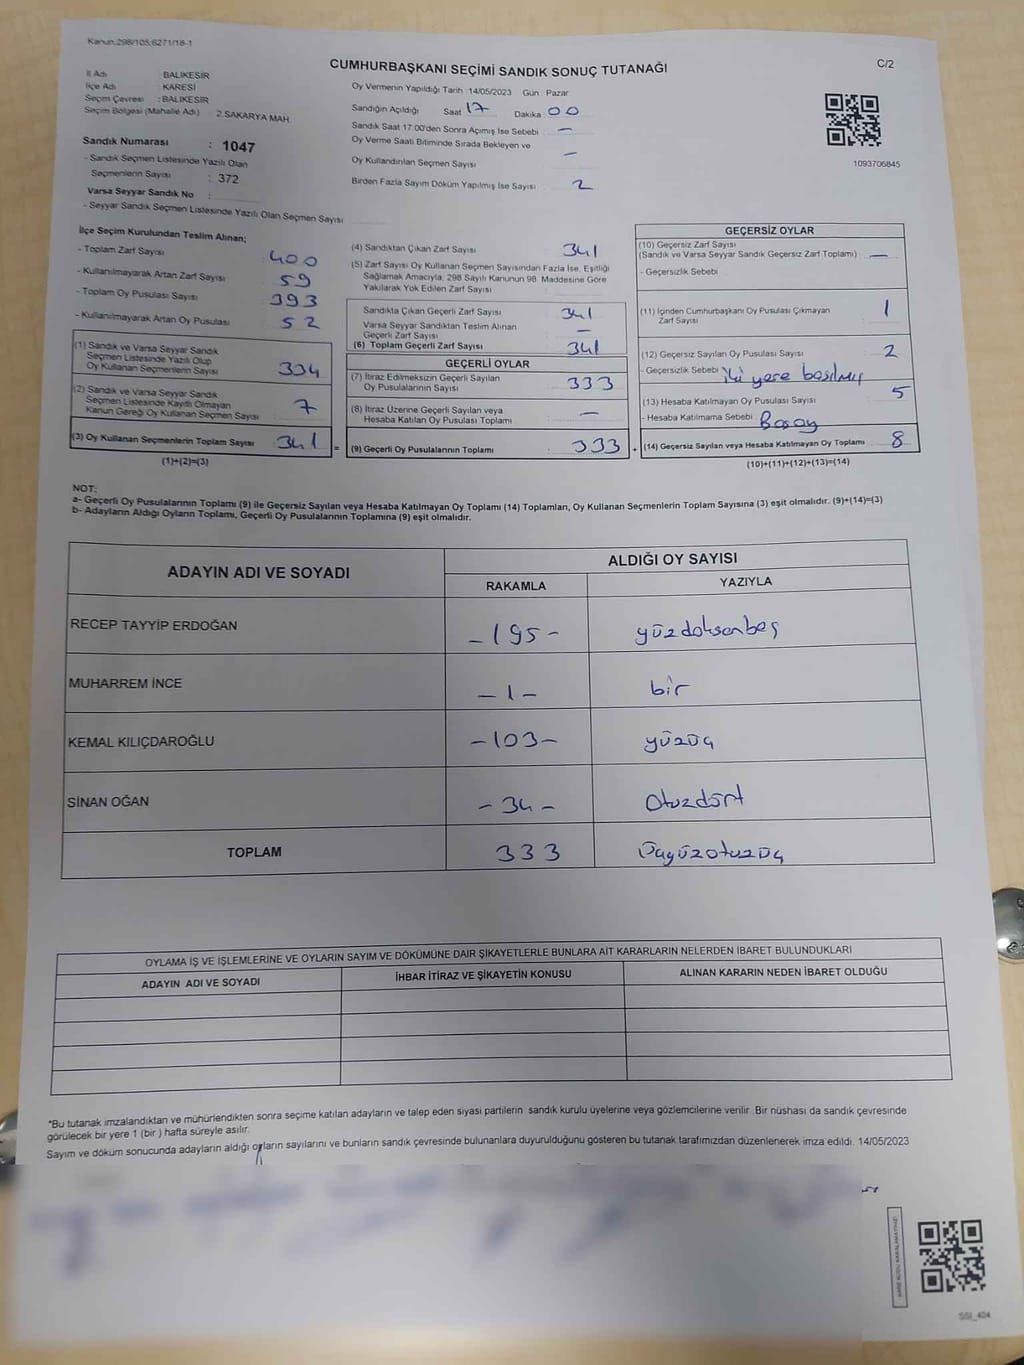 Kanun:298/105;6271/18-1
CUMHURBAŞKANI SEÇİMİ SANDIK SONUÇ TUTANAĞI
C/2
İl Adı : BALIKESİR
İlçe Adı : KARESİ
Seçim Çevresi : BALIKESİR
Seçim Bölgesi (Mahalle Adı) : 2 SAKARYA MAH.
Oy Vermenin Yapıldığı Tarih :14/05/2023 Gün : Pazar
Sandığın Açıldığı Saat : 17 Dakika : 00
Sandık Saat 17.00'den Sonra Açımış İse Sebebi : —
Oy Verme Saati Bitiminde Sırada Bekleyen ve
Oy Kullandırılan Seçmen Sayısı : —
Birden Fazla Sayım Döküm Yapılmış İse Sayısı : 2
1093706845
Sandık Numarası : 1047
- Sandık Seçmen Listesinde Yazılı Olan
Seçmenlerin Sayısı : 372
Varsa Seyyar Sandık No :
- Seyyar Sandık Seçmen Listesinde Yazılı Olan Seçmen Sayısı :
İlçe Seçim Kurulundan Teslim Alınan;
- Toplam Zarf Sayısı : 400
- Kullanılmayarak Artan Zarf Sayısı : 59
- Toplam Oy Pusulası Sayısı : 393
- Kullanılmayarak Artan Oy Pusulası : 52
(1) Sandık ve Varsa Seyyar Sandık
Seçmen Listesinde Yazılı Olup
Oy Kullanan Seçmenlerin Sayısı : 334
(2) Sandık ve Varsa Seyyar Sandık
Seçmen Listesinde Kayıtlı Olmayan
Kanun Gereği Oy Kullanan Seçmen Sayısı : 7
(3) Oy Kullanan Seçmenlerin Toplam Sayısı : 341 =
(1)+(2)=(3)
(4) Sandıktan Çıkan Zarf Sayısı : 341
(5) Zarf Sayısı Oy Kullanan Seçmen Sayısından Fazla İse, Eşitliği
Sağlamak Amacıyla, 298 Sayılı Kanunun 98. Maddesine Göre
Yakılarak Yok Edilen Zarf Sayısı :
Sandıkta Çıkan Geçerli Zarf Sayısı : 341
Varsa Seyyar Sandıktan Teslim Alınan
Geçerli Zarf Sayısı : —
(6) Toplam Geçerli Zarf Sayısı : 341
GEÇERLİ OYLAR
(7) İtiraz Edilmeksizin Geçerli Sayılan
Oy Pusulalarının Sayısı : 333
(8) İtiraz Üzerine Geçerli Sayılan veya
Hesaba Katılan Oy Pusulası Toplamı : —
(9) Geçerli Oy Pusulalarının Toplamı : 333 +
GEÇERSİZ OYLAR
(10) Geçersiz Zarf Sayısı
(Sandık ve Varsa Seyyar Sandık Geçersiz Zarf Toplamı) : —
- Geçersizlik Sebebi
(11) İçinden Cumhurbaşkanı Oy Pusulası Çıkmayan
Zarf Sayısı : 1
(12) Geçersiz Sayılan Oy Pusulası Sayısı : 2
- Geçersizlik Sebebi : iki yere basılmış
(13) Hesaba Katılmayan Oy Pusulası Sayısı : 5
- Hesaba Katılmama Sebebi :
(14) Geçersiz Sayılan veya Hesaba Katılmayan Oy Toplamı : 8
(10)+(11)+(12)+(13)=(14)
NOT:
a- Geçerli Oy Pusulalarının Toplamı (9) ile Geçersiz Sayılan veya Hesaba Katılmayan Oy Toplamı (14) Toplamları, Oy Kullanan Seçmenlerin Toplam Sayısına (3) eşit olmalıdır. (9)+(14)=(3)
b- Adayların Aldığı Oyların Toplamı, Geçerli Oy Pusulalarının Toplamına (9) eşit olmalıdır.
ADAYIN ADI VE SOYADI
ALDIĞI OY SAYISI
RAKAMLA YAZIYLA
RECEP TAYYİP ERDOĞAN -195- yüzdoksanbeş
MUHARREM İNCE -1- bir
KEMAL KILIÇDAROĞLU -103- yüzüç
SİNAN OĞAN -34- Otuzdört
TOPLAM 333 Üçyüzotuzüç
OYLAMA İŞ VE İŞLEMLERİNE VE OYLARIN SAYIM VE DÖKÜMÜNE DAİR ŞİKAYETLERLE BUNLARA AİT KARARLARIN NELERDEN İBARET BULUNDUKLARI
ADAYIN ADI VE SOYADI İHBAR İTİRAZ VE ŞİKAYETİN KONUSU ALINAN KARARIN NEDEN İBARET OLDUĞU
*Bu tutanak imzalandıktan ve mühürlendikten sonra seçime katılan adayların ve talep eden siyasi partilerin sandık kurulu üyelerine veya gözlemcilerine verilir. Bir nüshası da sandık çevresinde
görülecek bir yere 1 (bir ) hafta süreyle asılır.
Sayım ve döküm sonucunda adayların aldığı oyların sayılarını ve bunların sandık çevresinde bulunanlara duyurulduğunu gösteren bu tutanak tarafımızdan düzenlenerek imza edildi. 14/05/2023
SSI_404